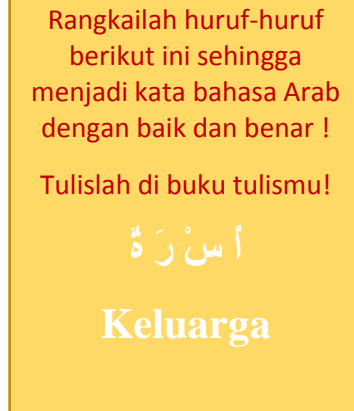 Rangkailah huruf-huruf
berikut ini sehingga
menjadi kata bahasa Arab
dengan baik dan benar !
Tulislah di buku tulismu!
أ سْ رَ ةٌ
Keluarga